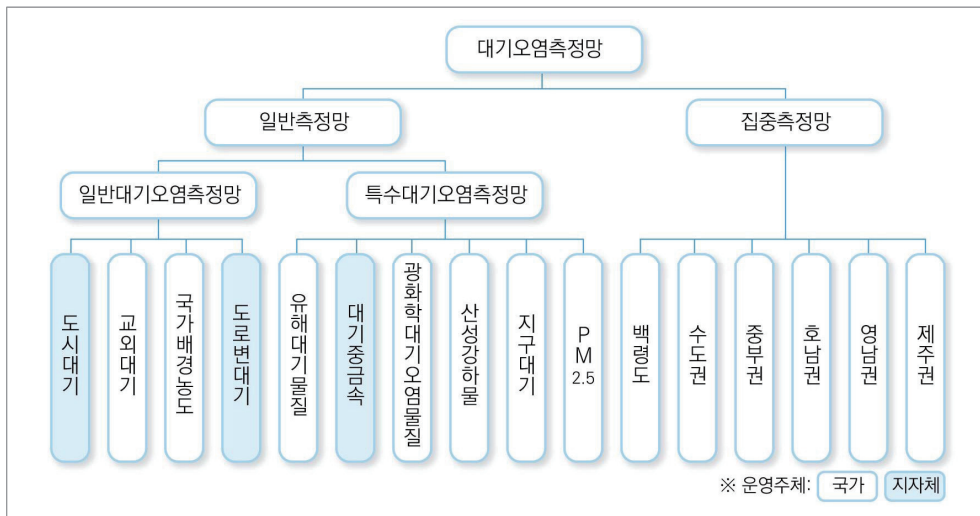 대기오염측정망
일반측정망
집중측정망
일반대기오염측정망
특수대기오염측정망
도시대기
교외대기
국가배경농도
도로변대기
유해대기물질
대기중금속
광화학대기오염물질
산성강하물
지구대기
PM2.5
백령도
수도권
중부권
호남권
영남권
제주권
※ 운영주체: 국가 지자체